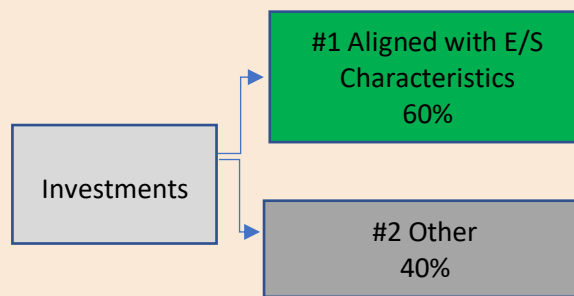 #1 Aligned with E/S
Characteristics
60%
Investments
#2 Other
40%